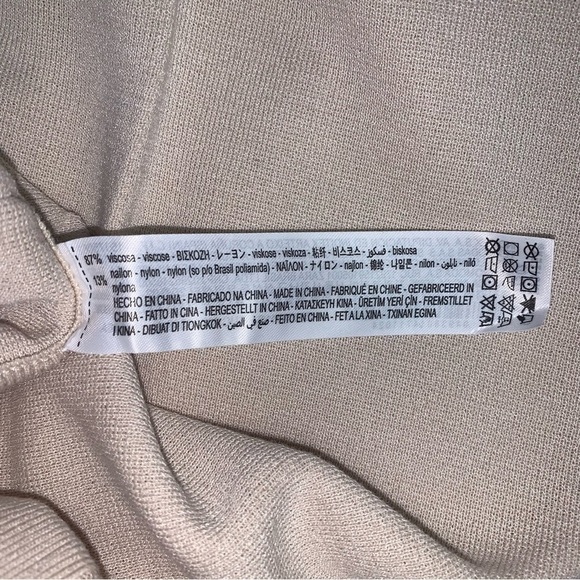 87% viscosa - viscose - ΒΙΣΚΟΖΗ - レーヨン - viskose - viskoza - 粘纤 - 비스코스 - فسكوز - biskosa
13% nailon - nylon - nylon (so p/o Brasil poliamida) - ΝΑΪΛΟΝ - ナイロン - najlon - 锦纶 - 나일론 - nilon - نايلون - niló
nylona
HECHO EN CHINA - FABRICADO NA CHINA - MADE IN CHINA - FABRIQUÉ EN CHINE - GEFABRICEERD IN
CHINA - FATTO IN CINA - HERGESTELLT IN CHINA - ΚΑΤΑΣΚΕΥΗ ΚΙΝΑ - ÜRETİM YERİ ÇİN - FREMSTILLET
I KINA - DIBUAT DI TIONGKOK - صنع في الصين - FEITO EN CHINA - FET A LA XINA - TXINAN EGINA